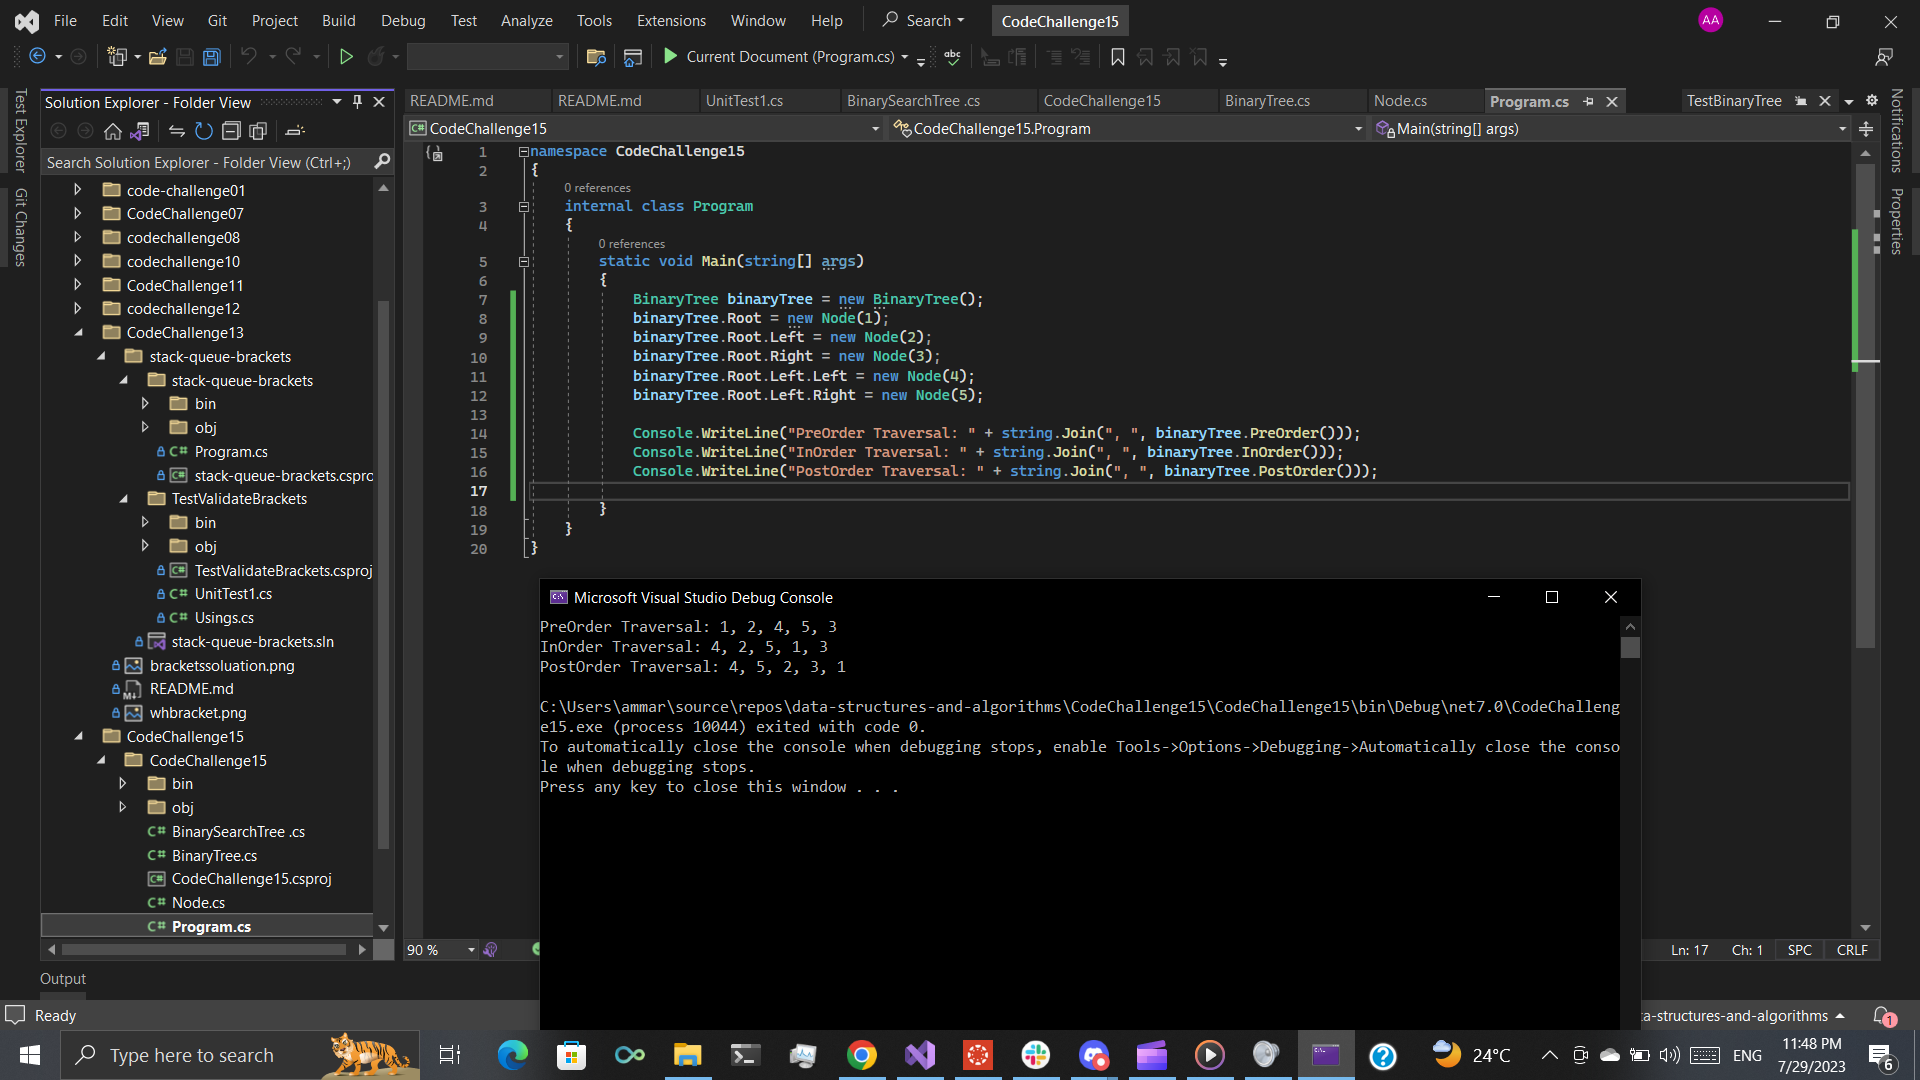 File Edit View Git Project Build Debug Test Analyze Tools Extensions Window Help Search CodeChallenge15 AA
Current Document (Program.cs) abc
Test Explorer
Git Changes
Solution Explorer - Folder View
Search Solution Explorer - Folder View (Ctrl+;)
code-challenge01
CodeChallenge07
codechallenge08
codechallenge10
CodeChallenge11
codechallenge12
CodeChallenge13
stack-queue-brackets
stack-queue-brackets
bin
obj
C# Program.cs
C# stack-queue-brackets.cspro
TestValidateBrackets
bin
obj
C# TestValidateBrackets.csproj
C# UnitTest1.cs
C# Usings.cs
stack-queue-brackets.sln
bracketssoluation.png
M README.md
whbracket.png
CodeChallenge15
CodeChallenge15
bin
obj
C# BinarySearchTree .cs
C# BinaryTree.cs
C# CodeChallenge15.csproj
C# Node.cs
C# Program.cs
README.md README.md UnitTest1.cs BinarySearchTree .cs CodeChallenge15 BinaryTree.cs Node.cs Program.cs TestBinaryTree
C# CodeChallenge15 CodeChallenge15.Program Main(string[] args)
Notifications
Properties
1 namespace CodeChallenge15
2 {
0 references
3 internal class Program
4 {
0 references
5 static void Main(string[] args)
6 {
7 BinaryTree binaryTree = new BinaryTree();
8 binaryTree.Root = new Node(1);
9 binaryTree.Root.Left = new Node(2);
10 binaryTree.Root.Right = new Node(3);
11 binaryTree.Root.Left.Left = new Node(4);
12 binaryTree.Root.Left.Right = new Node(5);
13
14 Console.WriteLine("PreOrder Traversal: " + string.Join(", ", binaryTree.PreOrder()));
15 Console.WriteLine("InOrder Traversal: " + string.Join(", ", binaryTree.InOrder()));
16 Console.WriteLine("PostOrder Traversal: " + string.Join(", ", binaryTree.PostOrder()));
17
18 }
19 }
20 }
Microsoft Visual Studio Debug Console
PreOrder Traversal: 1, 2, 4, 5, 3
InOrder Traversal: 4, 2, 5, 1, 3
PostOrder Traversal: 4, 5, 2, 3, 1
C:\Users\ammar\source\repos\data-structures-and-algorithms\CodeChallenge15\CodeChallenge15\bin\Debug\net7.0\CodeChalleng
e15.exe (process 10044) exited with code 0.
To automatically close the console when debugging stops, enable Tools->Options->Debugging->Automatically close the conso
le when debugging stops.
Press any key to close this window . . .
90 % Ln: 17 Ch: 1 SPC CRLF
Output
Ready ta-structures-and-algorithms 1
Type here to search 24°C ENG 11:48 PM
7/29/2023 6